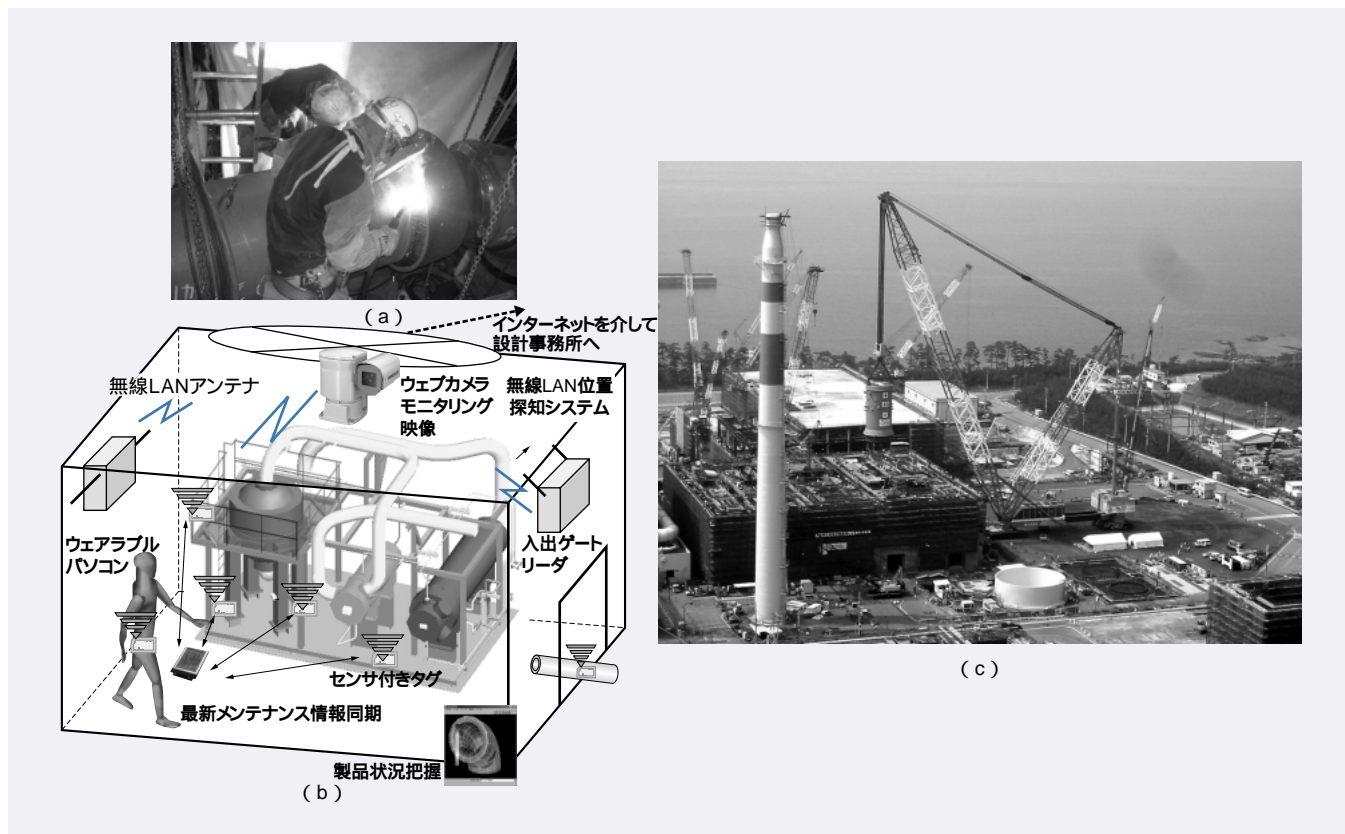 (a)
インターネットを介して
設計事務所へ
無線LANアンテナ
ウェブカメラ
モニタリング
映像
無線LAN位置
探知システム
ウェアラブル
パソコン
入出ゲート
リーダ
センサ付きタグ
最新メンテナンス情報同期
製品状況把握
(b)
(c)